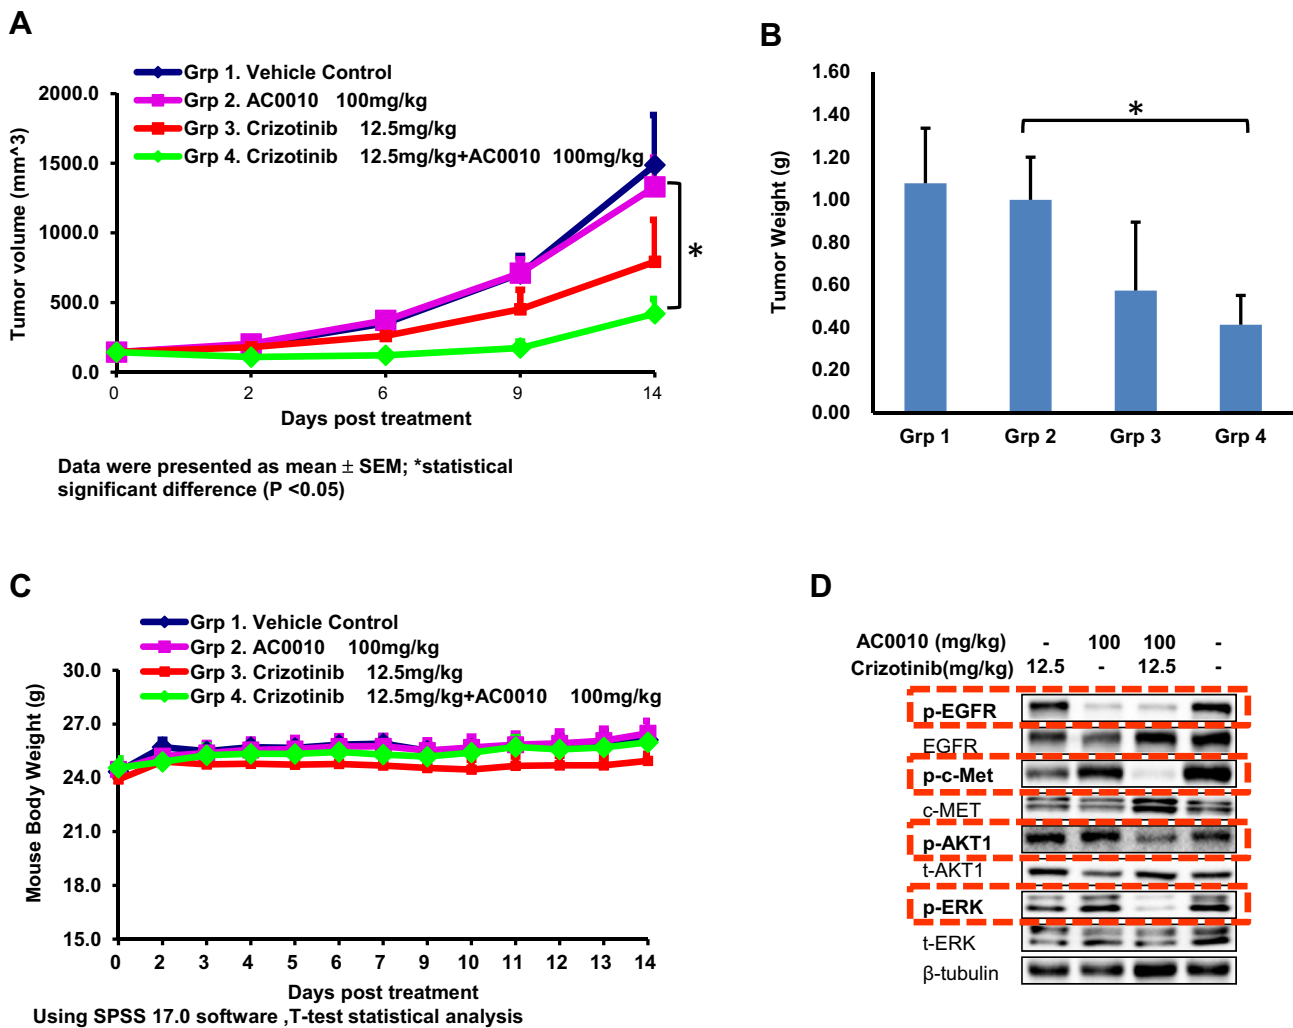 A
Grp 1. Vehicle Control
Grp 2. AC0010 100mg/kg
Grp 3. Crizotinib 12.5mg/kg
Grp 4. Crizotinib 12.5mg/kg+AC0010 100mg/kg
Tumor volume (mm^3)
2000.0
1500.0
1000.0
500.0
0.0
*
0 2 6 9 14
Days post treatment
Data were presented as mean ± SEM; *statistical
significant difference (P <0.05)
B
Tumor Weight (g)
1.60
1.40
1.20
1.00
0.80
0.60
0.40
0.20
0.00
*
Grp 1 Grp 2 Grp 3 Grp 4
C
Grp 1. Vehicle Control
Grp 2. AC0010 100mg/kg
Grp 3. Crizotinib 12.5mg/kg
Grp 4. Crizotinib 12.5mg/kg+AC0010 100mg/kg
Mouse Body Weight (g)
30.0
27.0
24.0
21.0
18.0
15.0
0 2 3 4 5 6 7 9 10 11 12 13 14
Days post treatment
Using SPSS 17.0 software ,T-test statistical analysis
D
AC0010 (mg/kg) - 100 100 -
Crizotinib(mg/kg) 12.5 - 12.5 -
p-EGFR
EGFR
p-c-Met
c-MET
p-AKT1
t-AKT1
p-ERK
t-ERK
β-tubulin